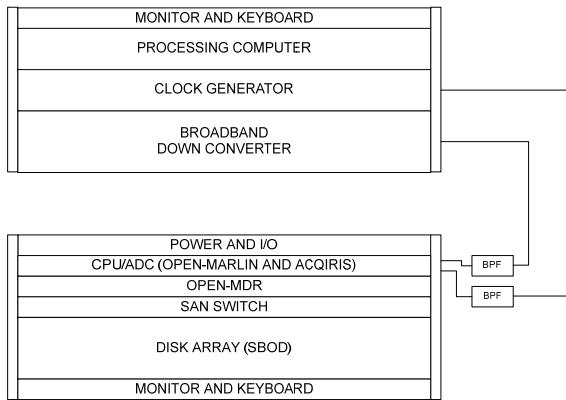 MONITOR AND KEYBOARD
PROCESSING COMPUTER
CLOCK GENERATOR
BROADBAND
DOWN CONVERTER
POWER AND I/O
CPU/ADC (OPEN-MARLIN AND ACQIRIS)
BPF
OPEN-MDR
BPF
SAN SWITCH
DISK ARRAY (SBOD)
MONITOR AND KEYBOARD